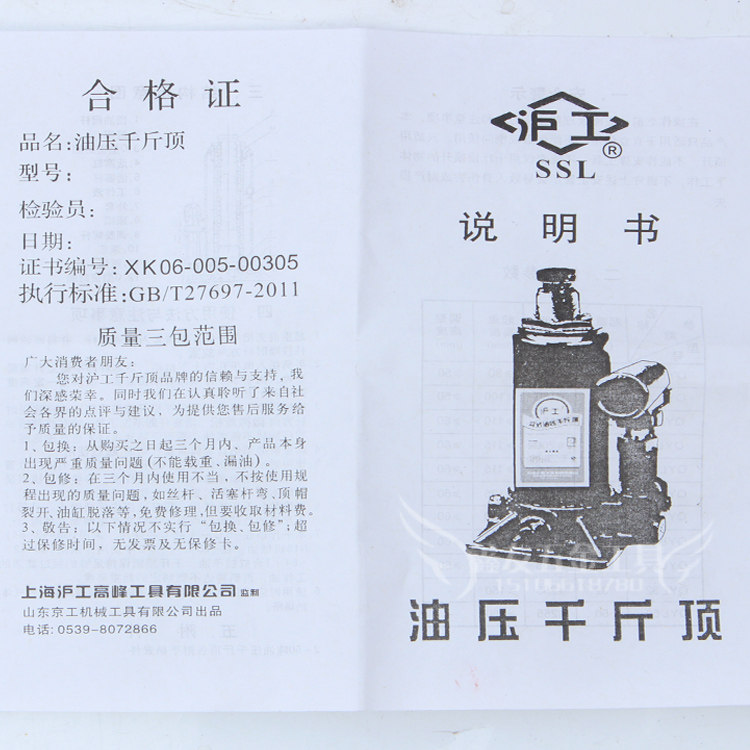 合格证
品名:油压千斤顶
型号:
检验员:
日期:
证书编号:XK06-005-00305
执行标准:GB/T27697-2011
质量三包范围
广大消费者朋友:
您对沪工千斤顶品牌的信赖与支持，我
们深感荣幸。同时我们在认真聆听了来自社
会各界的点评与建议，为提供您售后服务给
予质量的保证。
1、包换：从购买之日起三个月内、产品本身
出现严重质量问题(不能载重、漏油)。
2、包修：在三个月内使用不当，不按使用规
程出现的质量问题，如丝杆、活塞杆弯、顶帽
裂开、油缸脱落等，免费修理，但要收取材料费。
3、敬告：以下情况不实行“包换、包修”;超
过保修时间，无发票及无保修卡。
上海沪工高峰工具有限公司 监制
山东京工机械工具有限公司出品
电话:0539-8072866
沪工®
SSL
说明书
沪工
油压千斤顶